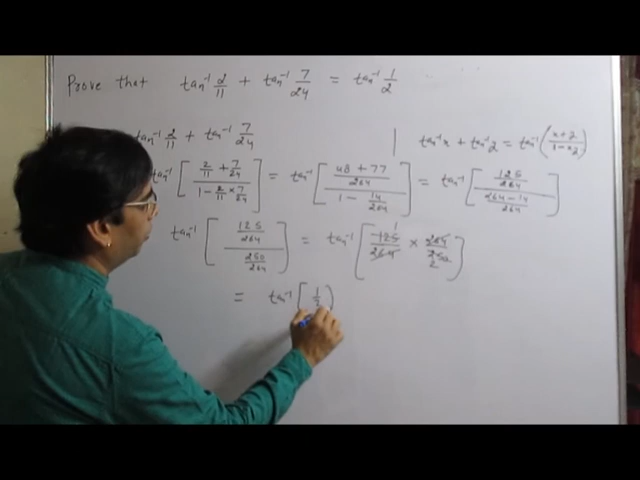 Prove that tan⁻¹ 2/11 + tan⁻¹ 7/24 = tan⁻¹ 1/2
tan⁻¹ 2/11 + tan⁻¹ 7/24 | tan⁻¹x + tan⁻¹y = tan⁻¹((x+y)/(1-xy))
tan⁻¹[(2/11 + 7/24)/(1 - 2/11 × 7/24)] = tan⁻¹[((48 + 77)/264)/(1 - 14/264)] = tan⁻¹[(125/264)/((264-14)/264)]
tan⁻¹[(125/264)/(250/264)] = tan⁻¹[1 125/264 × 264/250 2]
= tan⁻¹[1/2]